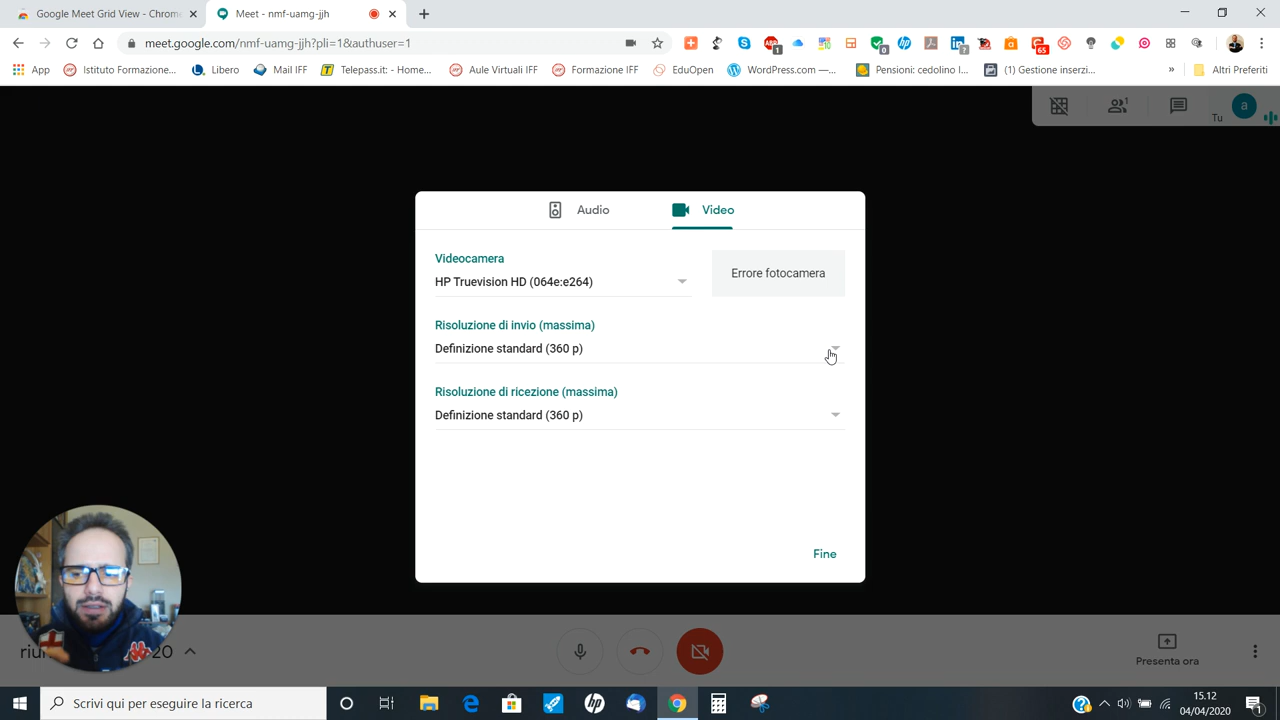 Google Meet Grid View - Chrom
Meet - nmf-uamg-jjh
meet.google.com/nmf-uamg-jjh?pli=1&authuser=1
App
Istituto Formazione...
Libero
Mail IFF
Telepass.it: - Home...
Aule Virtuali IFF
Formazione IFF
EduOpen
WordPress.com —...
Pensioni: cedolino I...
(1) Gestione inserzi...
»
Altri Preferiti
1
Tu
a
Audio
Video
Videocamera
HP Truevision HD (064e:e264)
Errore fotocamera
Risoluzione di invio (massima)
Definizione standard (360 p)
Risoluzione di ricezione (massima)
Definizione standard (360 p)
Fine
20
Presenta ora
Scrivi qui per eseguire la ricerca
15.12
04/04/2020